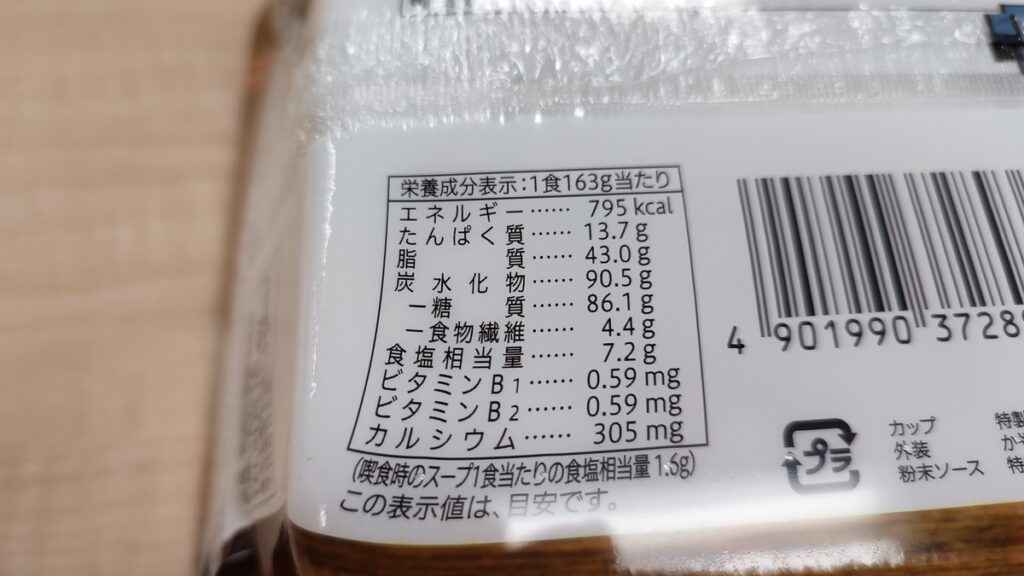 栄養成分表示:1食163g当たり
エネルギー…… 795 kcal
たんぱく質…… 13.7 g
脂質…… 43.0 g
炭水化物…… 90.5 g
ー糖質…… 86.1 g
ー食物繊維…… 4.4 g
食塩相当量…… 7.2 g
ビタミンB1…… 0.59 mg
ビタミンB2…… 0.59 mg
カルシウム…… 305 mg
(喫食時のスープ1食当たりの食塩相当量 1.6g)
この表示値は、目安です。
4 901990 37289
プラ
カップ
外装
粉末ソース
特製
か
特